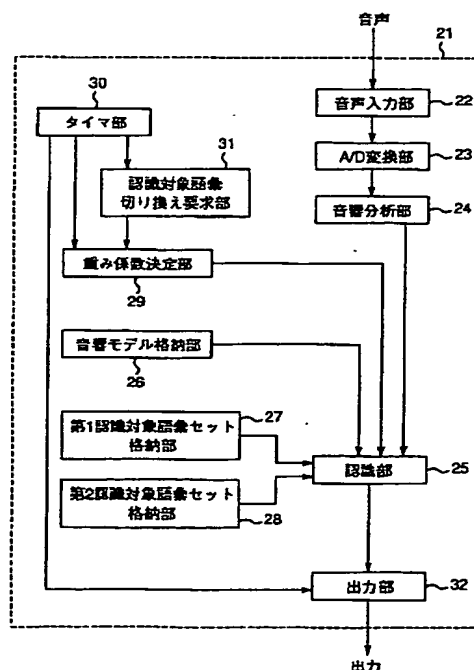 音声
21
30
タイマ部
音声入力部
22
31
23
A/D変換部
認識対象語彙
切り換え要求部
24
音響分析部
重み係数決定部
29
音響モデル格納部
26
第1認識対象語彙セット
格納部
27
認識部
25
第2認識対象語彙セット
格納部
28
出力部
32
出力